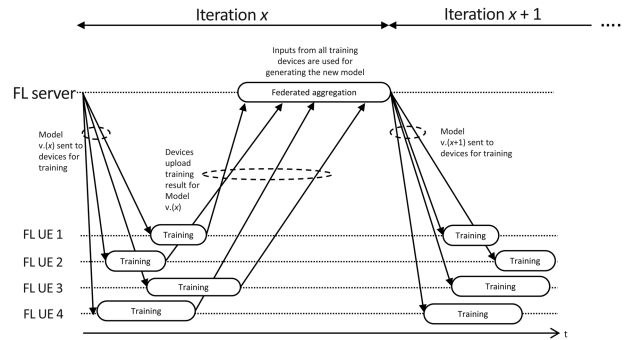 Iteration x
Iteration x + 1
....
Inputs from all training
devices are used for
generating the new model
FL server
Federated aggregation
Model
v.(x) sent to
devices for
training
Devices
upload
training
result for
Model
v.(x)
Model
v.(x+1) sent to
devices for training
FL UE 1
Training
Training
FL UE 2
Training
Training
FL UE 3
Training
Training
FL UE 4
Training
Training
t